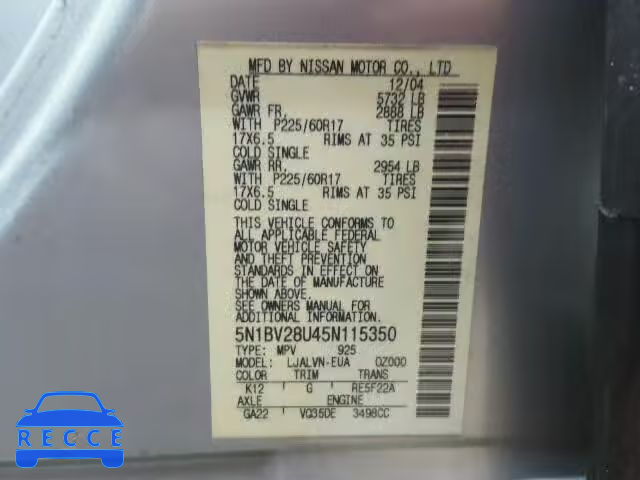 MFD BY NISSAN MOTOR CO., LTD
DATE 12/04
GVWR 5732 LB
GAWR FR. 2888 LB
WITH P225/60R17 TIRES
17X6.5 RIMS AT 35 PSI
COLD SINGLE
GAWR RR. 2954 LB
WITH P225/60R17 TIRES
17X6.5 RIMS AT 35 PSI
COLD SINGLE
THIS VEHICLE CONFORMS TO
ALL APPLICABLE FEDERAL
MOTOR VEHICLE SAFETY
AND THEFT PREVENTION
STANDARDS IN EFFECT ON
THE DATE OF MANUFACTURE
SHOWN ABOVE.
SEE OWNERS MANUAL FOR
ADDITIONAL INFORMATION
5N1BV28U45N115350
TYPE: MPV 925
MODEL: LJALVN-EUA OZ000
COLOR TRIM TRANS
K12 G RE5F22A
AXLE ENGINE
GA22 VQ35DE 3498CC
RECCE